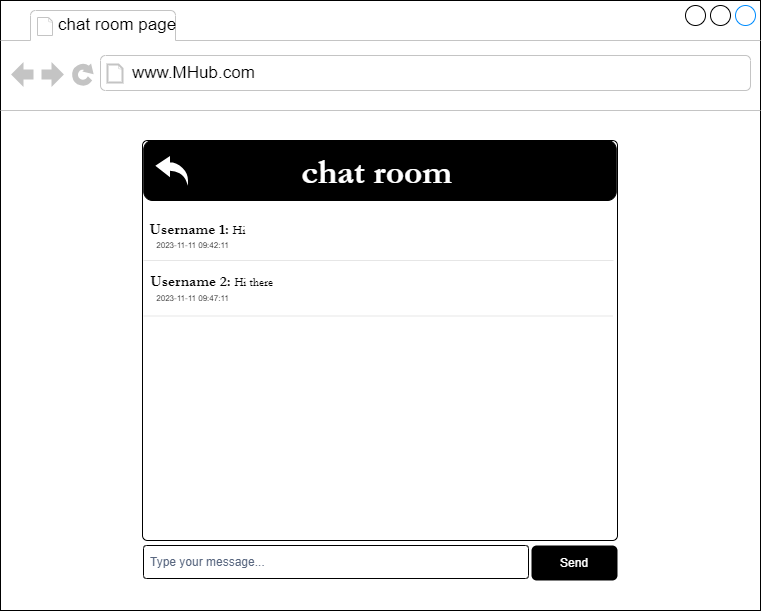 chat room page
www.MHub.com
chat room
Username 1: Hi
2023-11-11 09:42:11
Username 2: Hi there
2023-11-11 09:47:11
Type your message...
Send